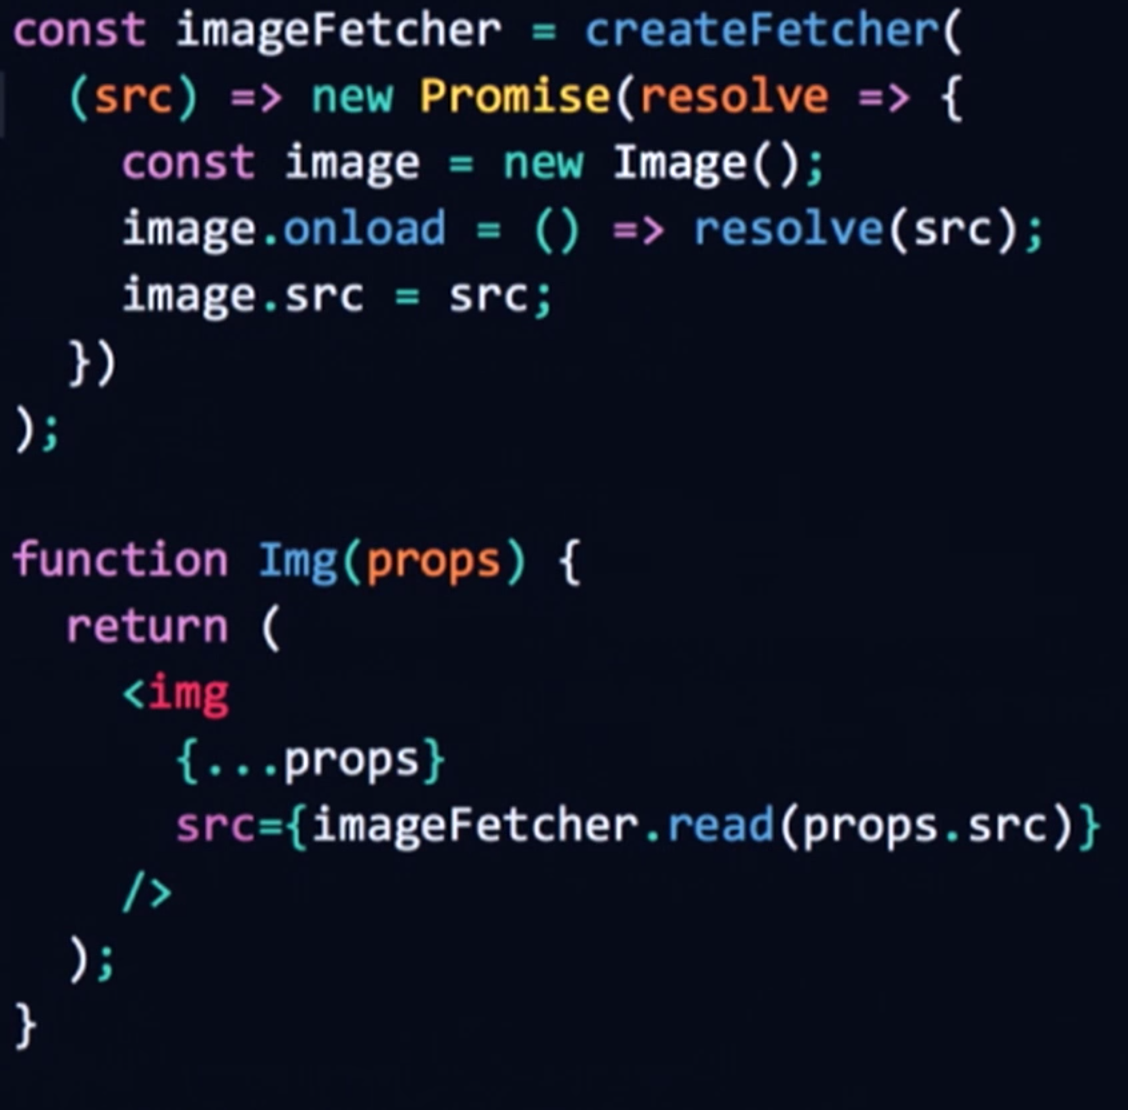 const imageFetcher = createFetcher(
  (src) => new Promise(resolve => {
    const image = new Image();
    image.onload = () => resolve(src);
    image.src = src;
  })
);

function Img(props) {
  return (
    <img
      {...props}
      src={imageFetcher.read(props.src)}
    />
  );
}